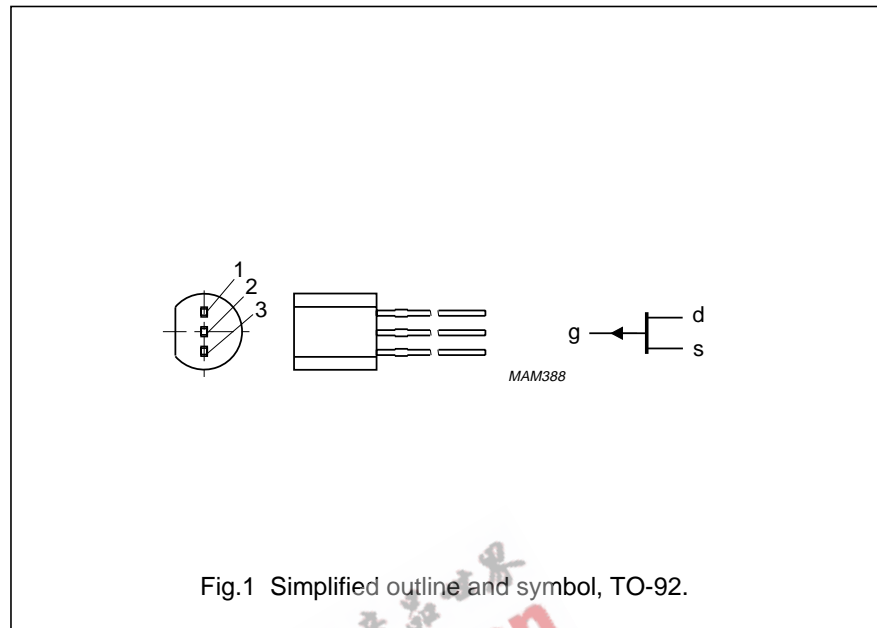 1
2
3
g
d
s
MAM388
Fig.1 Simplified outline and symbol, TO-92.